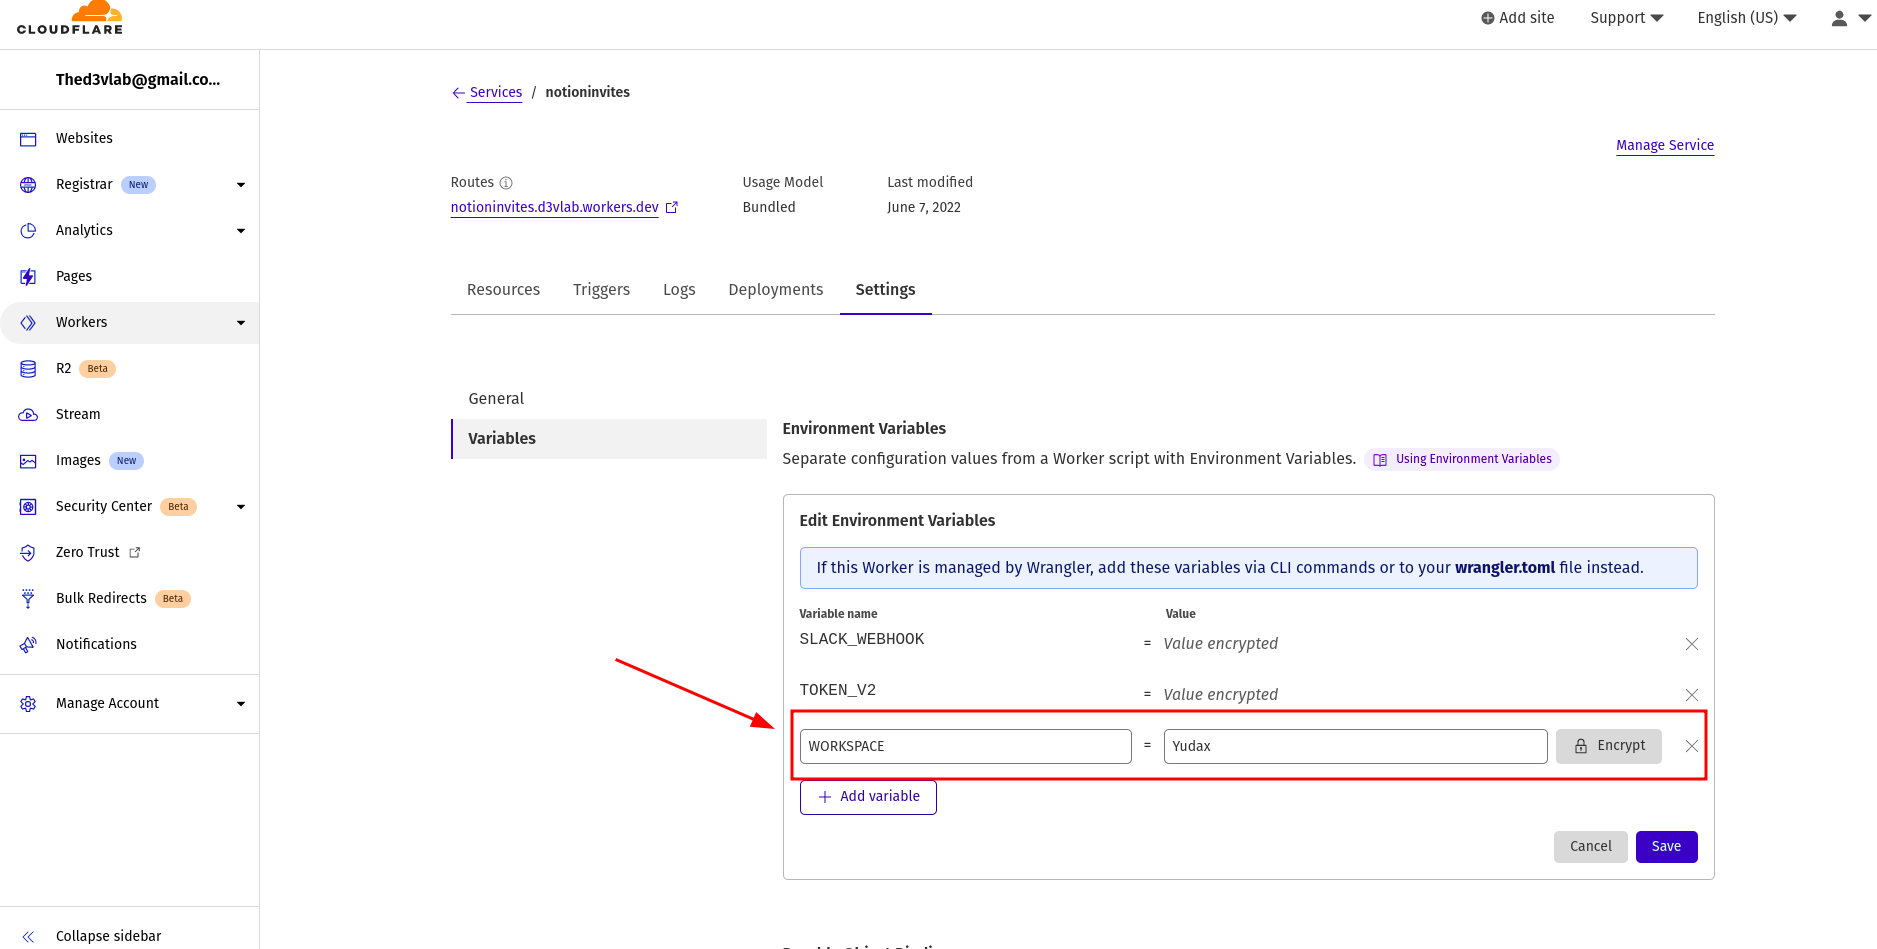 CLOUDFLARE
Add site
Support
English (US)
Thed3vlab@gmail.co...
Websites
Registrar New
Analytics
Pages
Workers
R2 Beta
Stream
Images New
Security Center Beta
Zero Trust
Bulk Redirects Beta
Notifications
Manage Account
Collapse sidebar
Services / notioninvites
Manage Service
Routes
notioninvites.d3vlab.workers.dev
Usage Model
Bundled
Last modified
June 7, 2022
Resources
Triggers
Logs
Deployments
Settings
General
Variables
Environment Variables
Separate configuration values from a Worker script with Environment Variables. Using Environment Variables
Edit Environment Variables
If this Worker is managed by Wrangler, add these variables via CLI commands or to your wrangler.toml file instead.
Variable name Value
SLACK_WEBHOOK = Value encrypted
TOKEN_V2 = Value encrypted
WORKSPACE = Yudax Encrypt
Add variable
Cancel Save